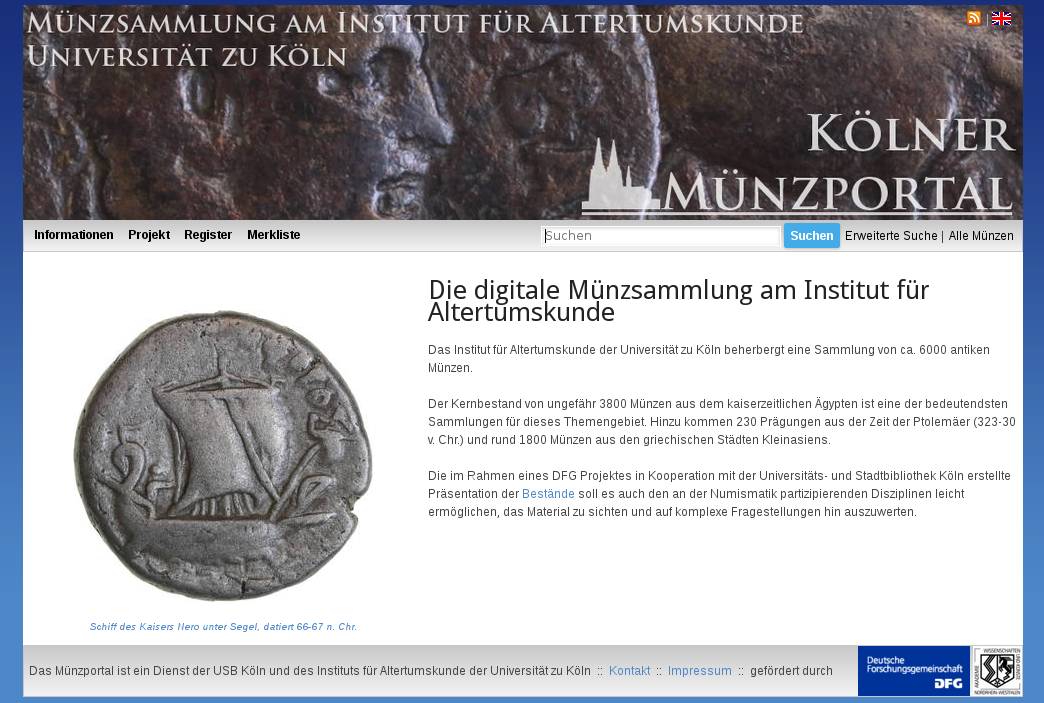 Münzsammlung am Institut für Altertumskunde
Universität zu Köln
Kölner
Münzportal
Informationen Projekt Register Merkliste Suchen Suchen Erweiterte Suche | Alle Münzen
Die digitale Münzsammlung am Institut für
Altertumskunde
Das Institut für Altertumskunde der Universität zu Köln beherbergt eine Sammlung von ca. 6000 antiken
Münzen.
Der Kernbestand von ungefähr 3800 Münzen aus dem kaiserzeitlichen Ägypten ist eine der bedeutendsten
Sammlungen für dieses Themengebiet. Hinzu kommen 230 Prägungen aus der Zeit der Ptolemäer (323-30
v. Chr.) und rund 1800 Münzen aus den griechischen Städten Kleinasiens.
Die im Rahmen eines DFG Projektes in Kooperation mit der Universitäts- und Stadtbibliothek Köln erstellte
Präsentation der Bestände soll es auch den an der Numismatik partizipierenden Disziplinen leicht
ermöglichen, das Material zu sichten und auf komplexe Fragestellungen hin auszuwerten.
Schiff des Kaisers Nero unter Segel, datiert 66-67 n. Chr.
Das Münzportal ist ein Dienst der USB Köln und des Instituts für Altertumskunde der Universität zu Köln :: Kontakt :: Impressum :: gefördert durch
Deutsche
Forschungsgemeinschaft
DFG
WISSENSCHAFTEN
AKADEMIE
NORDRHEIN-WESTFALEN